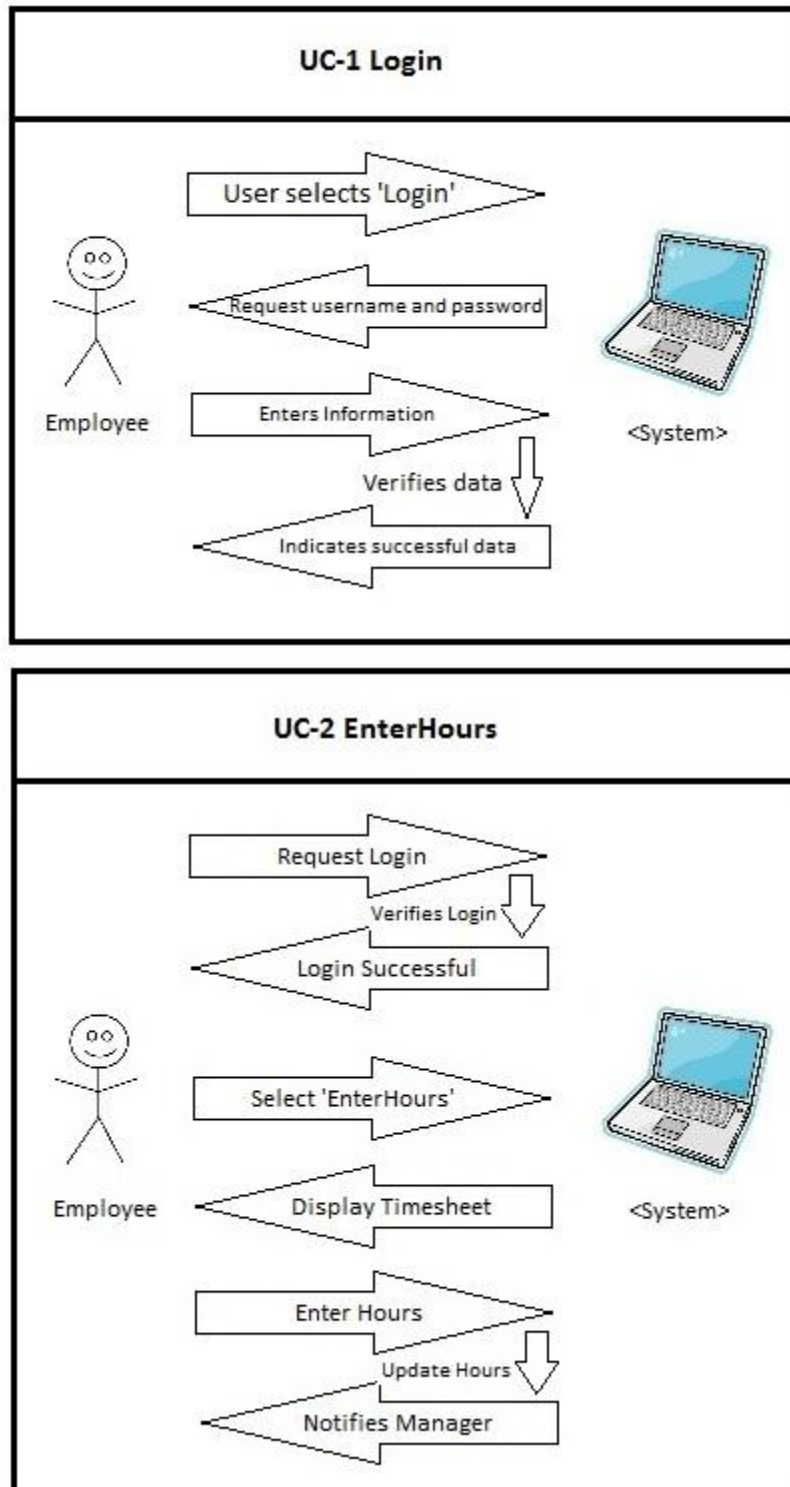 UC-1 Login
User selects 'Login'
Request username and password
Employee
Enters Information
<System>
Verifies data
Indicates successful data
UC-2 EnterHours
Request Login
Verifies Login
Login Successful
Select 'EnterHours'
Employee
Display Timesheet
<System>
Enter Hours
Update Hours
Notifies Manager